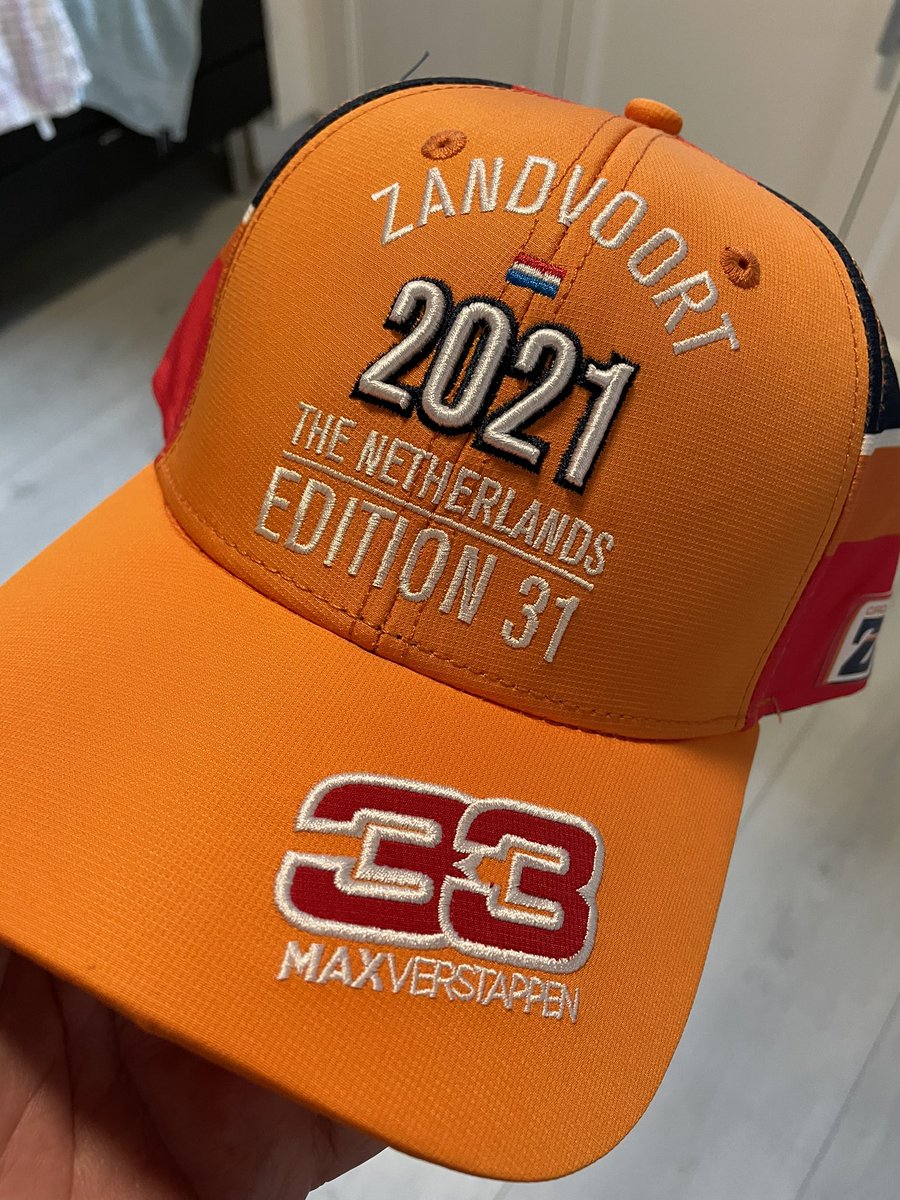 ZANDVOORT
2021
THE NETHERLANDS
EDITION 31
33
MAXVERSTAPPEN